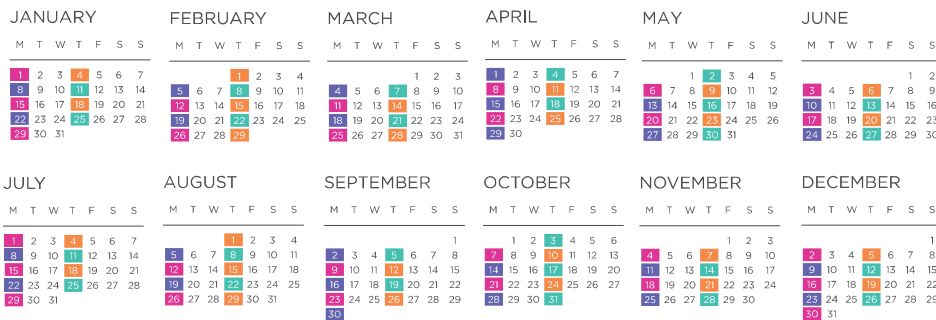 JANUARY
M T W T F S S
1 2 3 4 5 6 7
8 9 10 11 12 13 14
15 16 17 18 19 20 21
22 23 24 25 26 27 28
29 30 31
FEBRUARY
M T W T F S S
1 2 3 4
5 6 7 8 9 10 11
12 13 14 15 16 17 18
19 20 21 22 23 24 25
26 27 28 29
MARCH
M T W T F S S
1 2 3
4 5 6 7 8 9 10
11 12 13 14 15 16 17
18 19 20 21 22 23 24
25 26 27 28 29 30 31
APRIL
M T W T F S S
1 2 3 4 5 6 7
8 9 10 11 12 13 14
15 16 17 18 19 20 21
22 23 24 25 26 27 28
29 30
MAY
M T W T F S S
1 2 3 4 5
6 7 8 9 10 11 12
13 14 15 16 17 18 19
20 21 22 23 24 25 26
27 28 29 30 31
JUNE
M T W T F S S
1 2
3 4 5 6 7 8 9
10 11 12 13 14 15 16
17 18 19 20 21 22 23
24 25 26 27 28 29 30
JULY
M T W T F S S
1 2 3 4 5 6 7
8 9 10 11 12 13 14
15 16 17 18 19 20 21
22 23 24 25 26 27 28
29 30 31
AUGUST
M T W T F S S
1 2 3 4
5 6 7 8 9 10 11
12 13 14 15 16 17 18
19 20 21 22 23 24 25
26 27 28 29 30 31
SEPTEMBER
M T W T F S S
1
2 3 4 5 6 7 8
9 10 11 12 13 14 15
16 17 18 19 20 21 22
23 24 25 26 27 28 29
30
OCTOBER
M T W T F S S
1 2 3 4 5 6
7 8 9 10 11 12 13
14 15 16 17 18 19 20
21 22 23 24 25 26 27
28 29 30 31
NOVEMBER
M T W T F S S
1 2 3
4 5 6 7 8 9 10
11 12 13 14 15 16 17
18 19 20 21 22 23 24
25 26 27 28 29 30
DECEMBER
M T W T F S S
1
2 3 4 5 6 7 8
9 10 11 12 13 14 15
16 17 18 19 20 21 22
23 24 25 26 27 28 29
30 31